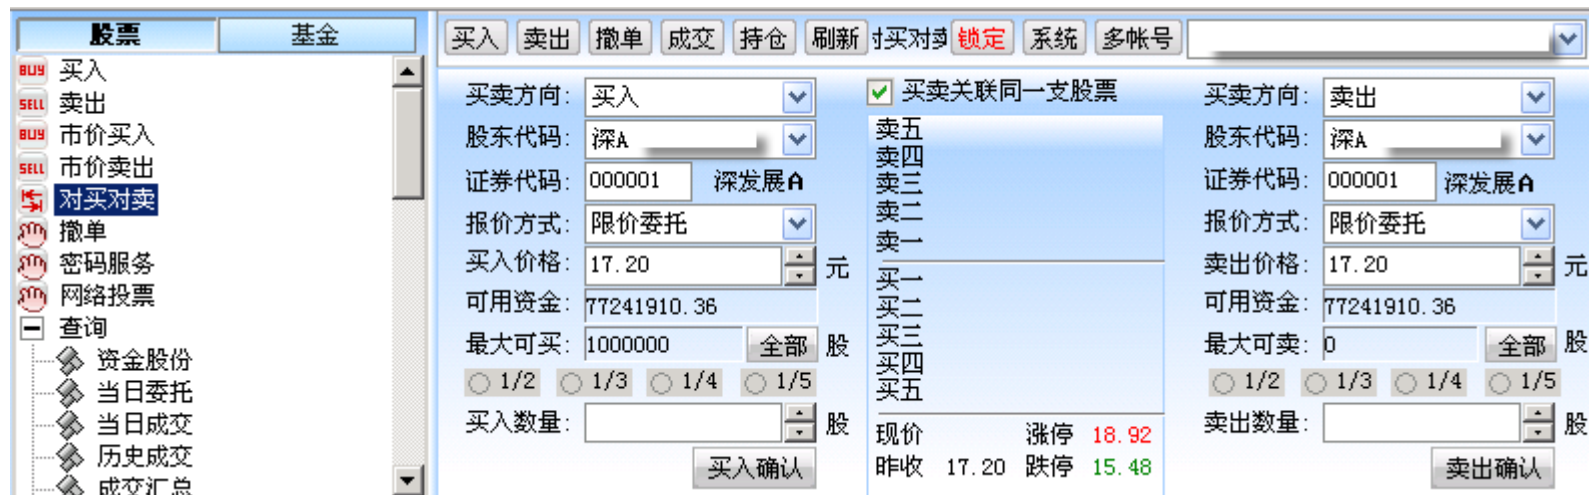 股票 基金
买入 卖出 撤单 成交 持仓 刷新 对买对卖 锁定 系统 多帐号
BUY 买入
SELL 卖出
BUY 市价买入
SELL 市价卖出
对买对卖
撤单
密码服务
网络投票
查询
资金股份
当日委托
当日成交
历史成交
成交汇总
买卖方向: 买入
股东代码: 深A
证券代码: 000001 深发展A
报价方式: 限价委托
买入价格: 17.20 元
可用资金: 77241910.36
最大可买: 1000000 全部 股
1/2 1/3 1/4 1/5
买入数量: 股
买入确认
买卖关联同一支股票
卖五
卖四
卖三
卖二
卖一
买一
买二
买三
买四
买五
现价 涨停 18.92
昨收 17.20 跌停 15.48
买卖方向: 卖出
股东代码: 深A
证券代码: 000001 深发展A
报价方式: 限价委托
卖出价格: 17.20 元
可用资金: 77241910.36
最大可卖: 0 全部 股
1/2 1/3 1/4 1/5
卖出数量: 股
卖出确认